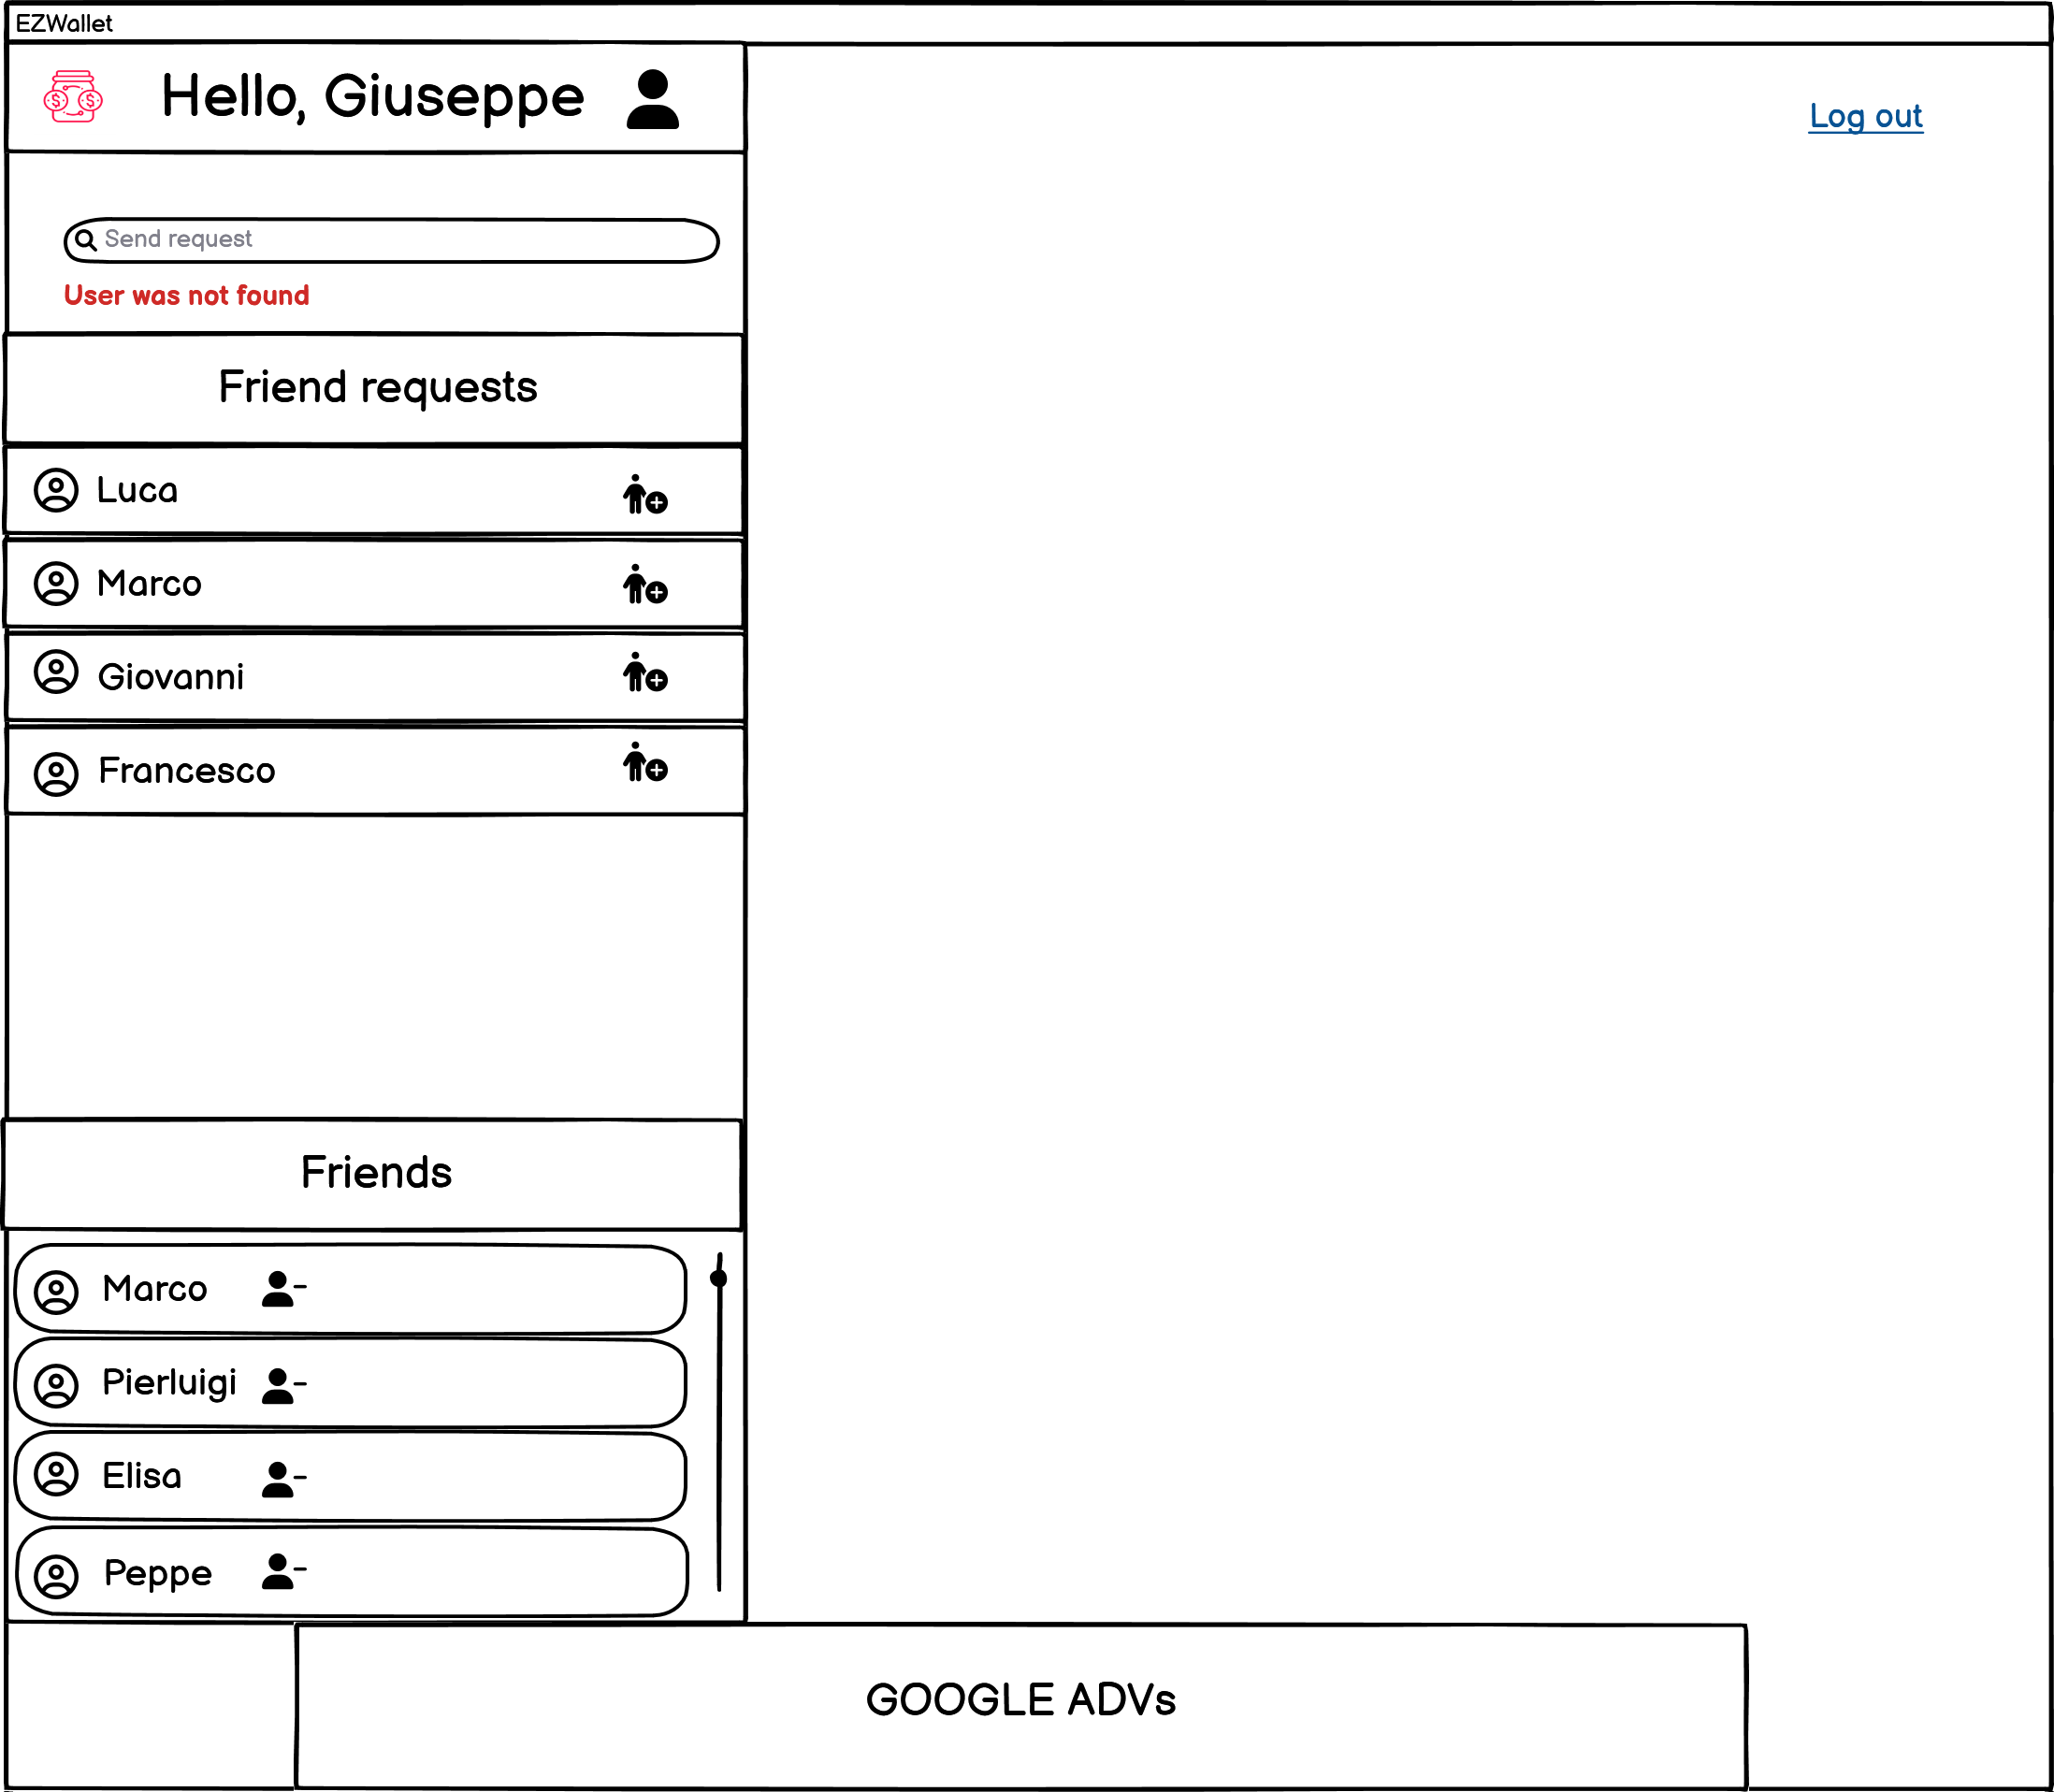 EZWallet
Hello, Giuseppe
Log out
Send request
User was not found
Friend requests
Luca
Marco
Giovanni
Francesco
Friends
Marco
Pierluigi
Elisa
Peppe
GOOGLE ADVs